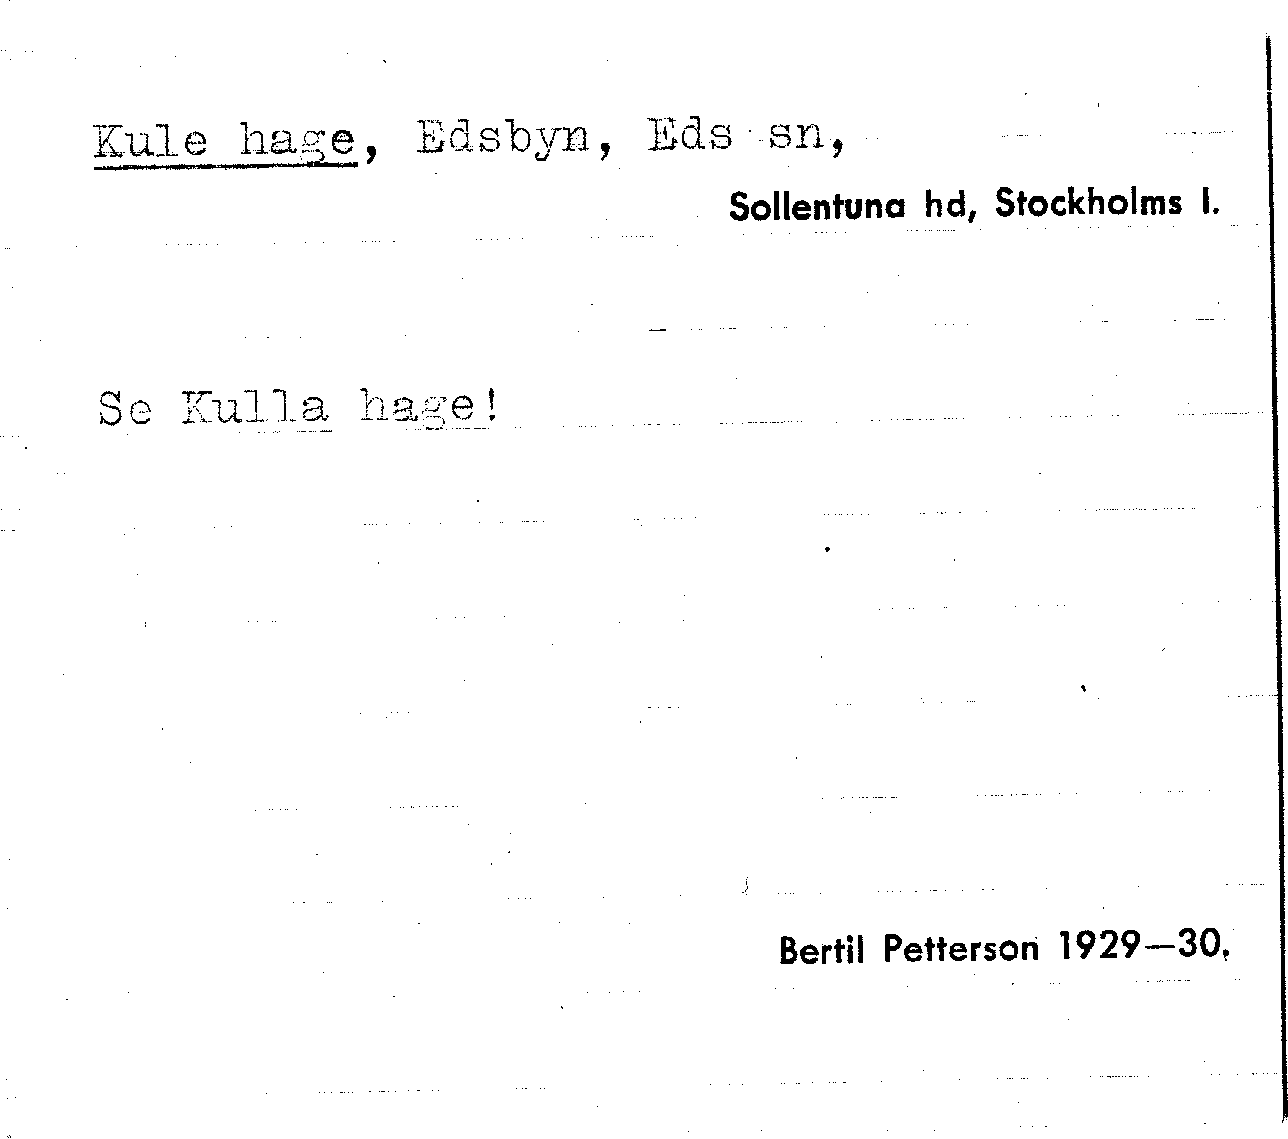 Kule hage, Edsbyn, Eds sn,
Sollentuna hd, Stockholms l.
Se Kulla hage!
Bertil Petterson 1929—30.